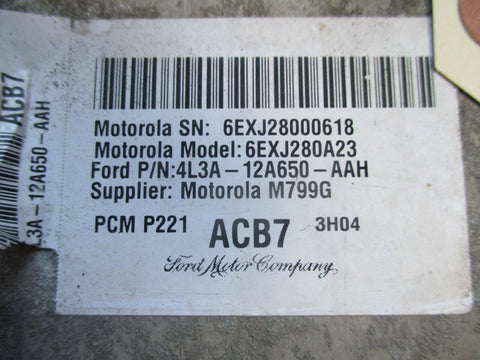 Motorola SN: 6EXJ28000618
Motorola Model:6EXJ280A23
Ford P/N:4L3A-12A650-AAH
Supplier: Motorola M799G
PCM P221 ACB7 3H04
Ford Motor Company
ACB7
L3A-12A650-AAH